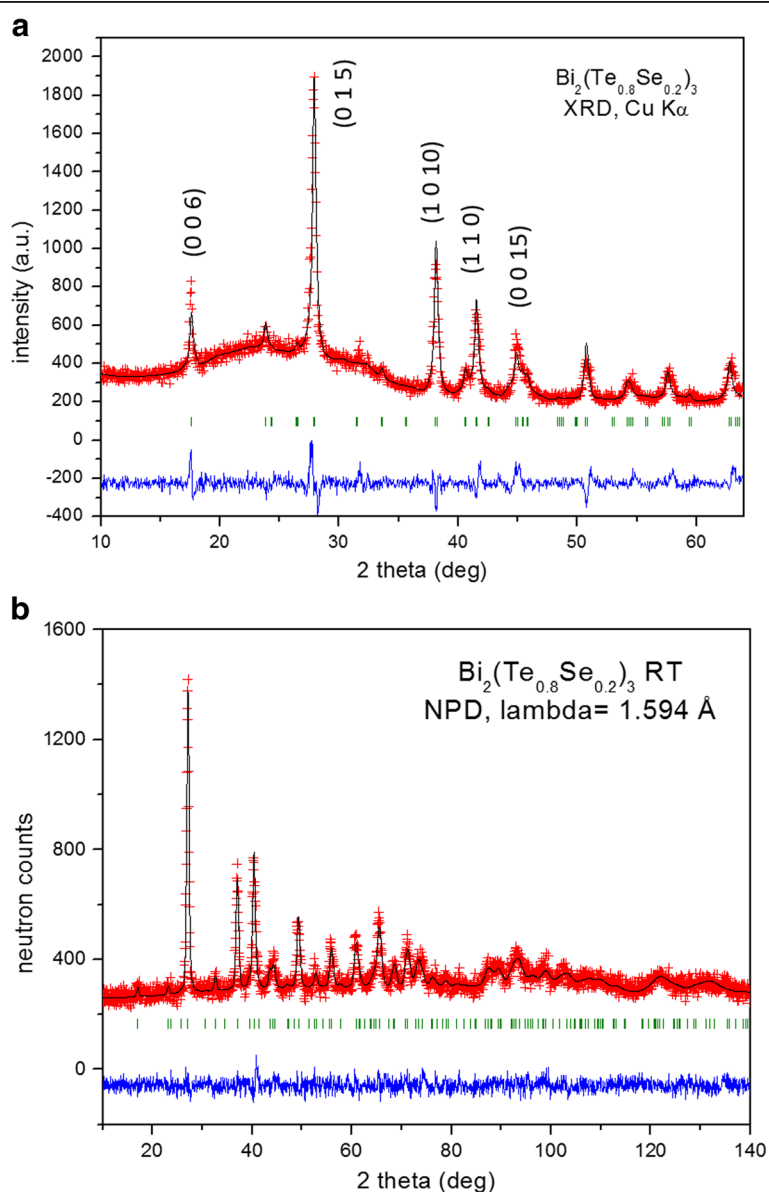 a
2100
2000
1800
1600
1400
1200
1000
800
600
400
200
0
-200
-400
intensity (a.u.)
(0 0 6)
(0 1 5)
(1 0 10)
(1 1 0)
(0 0 15)
Bi2(Te0.8Se0.2)3
XRD, Cu Kα
10 20 30 40 50 60
2 theta (deg)
b
1600
1200
800
400
0
neutron counts
Bi2(Te0.8Se0.2)3 RT
NPD, lambda= 1.594 Å
20 40 60 80 100 120 140
2 theta (deg)